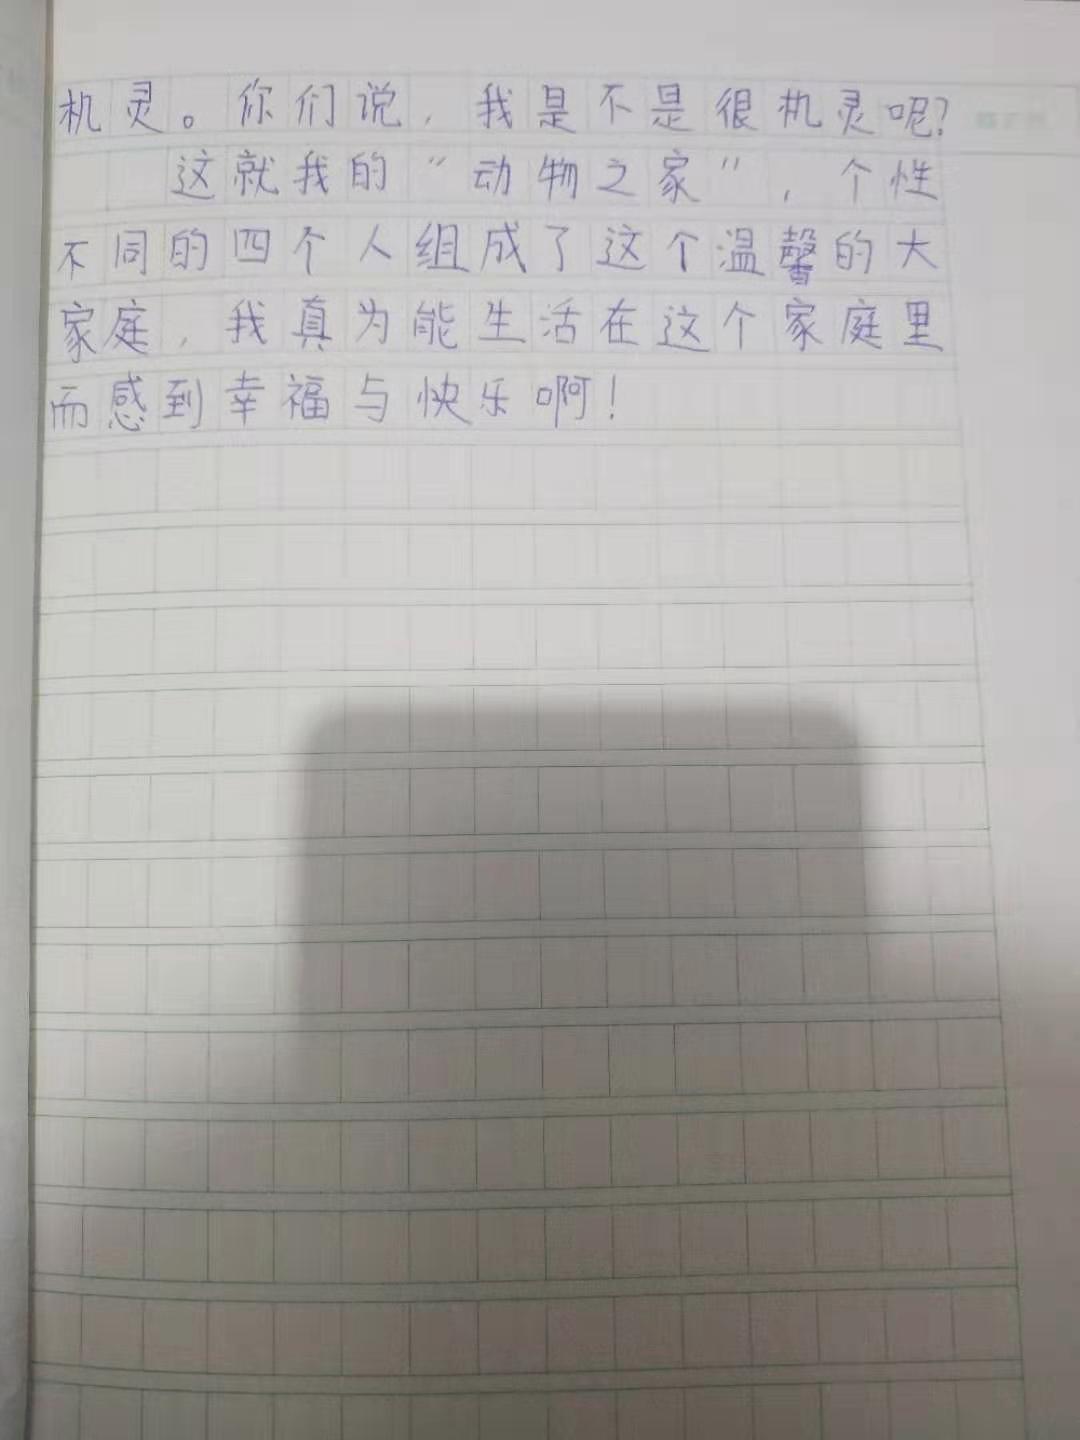 机灵。你们说，我是不是很机灵呢？
这就我的“动物之家”，个性
不同的四个人组成了这个温馨的大
家庭，我真为能生活在这个家庭里
而感到幸福与快乐啊！